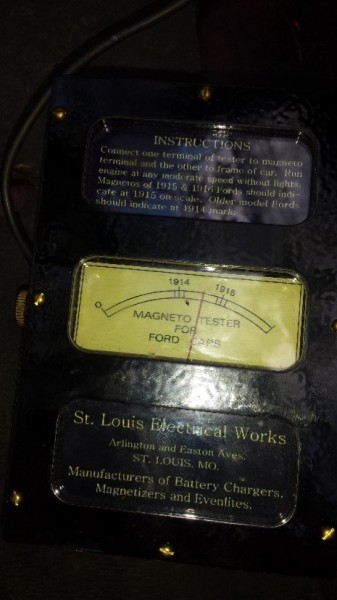 INSTRUCTIONS
Connect one terminal of tester to magneto
terminal and the other to frame of car. Run
engine at any moderate speed without lights.
Magnetos of 1915 & 1916 Fords should indi-
cate at 1915 on scale. Older model Ford
should indicate at 1914 mark.
0 1914 1915
MAGNETO TESTER
FOR
FORD CARS
St. Louis Electrical Works
Arlington and Easton Aves.
ST. LOUIS, MO.
Manufacturers of Battery Chargers,
Magnetizers and Evenlites.